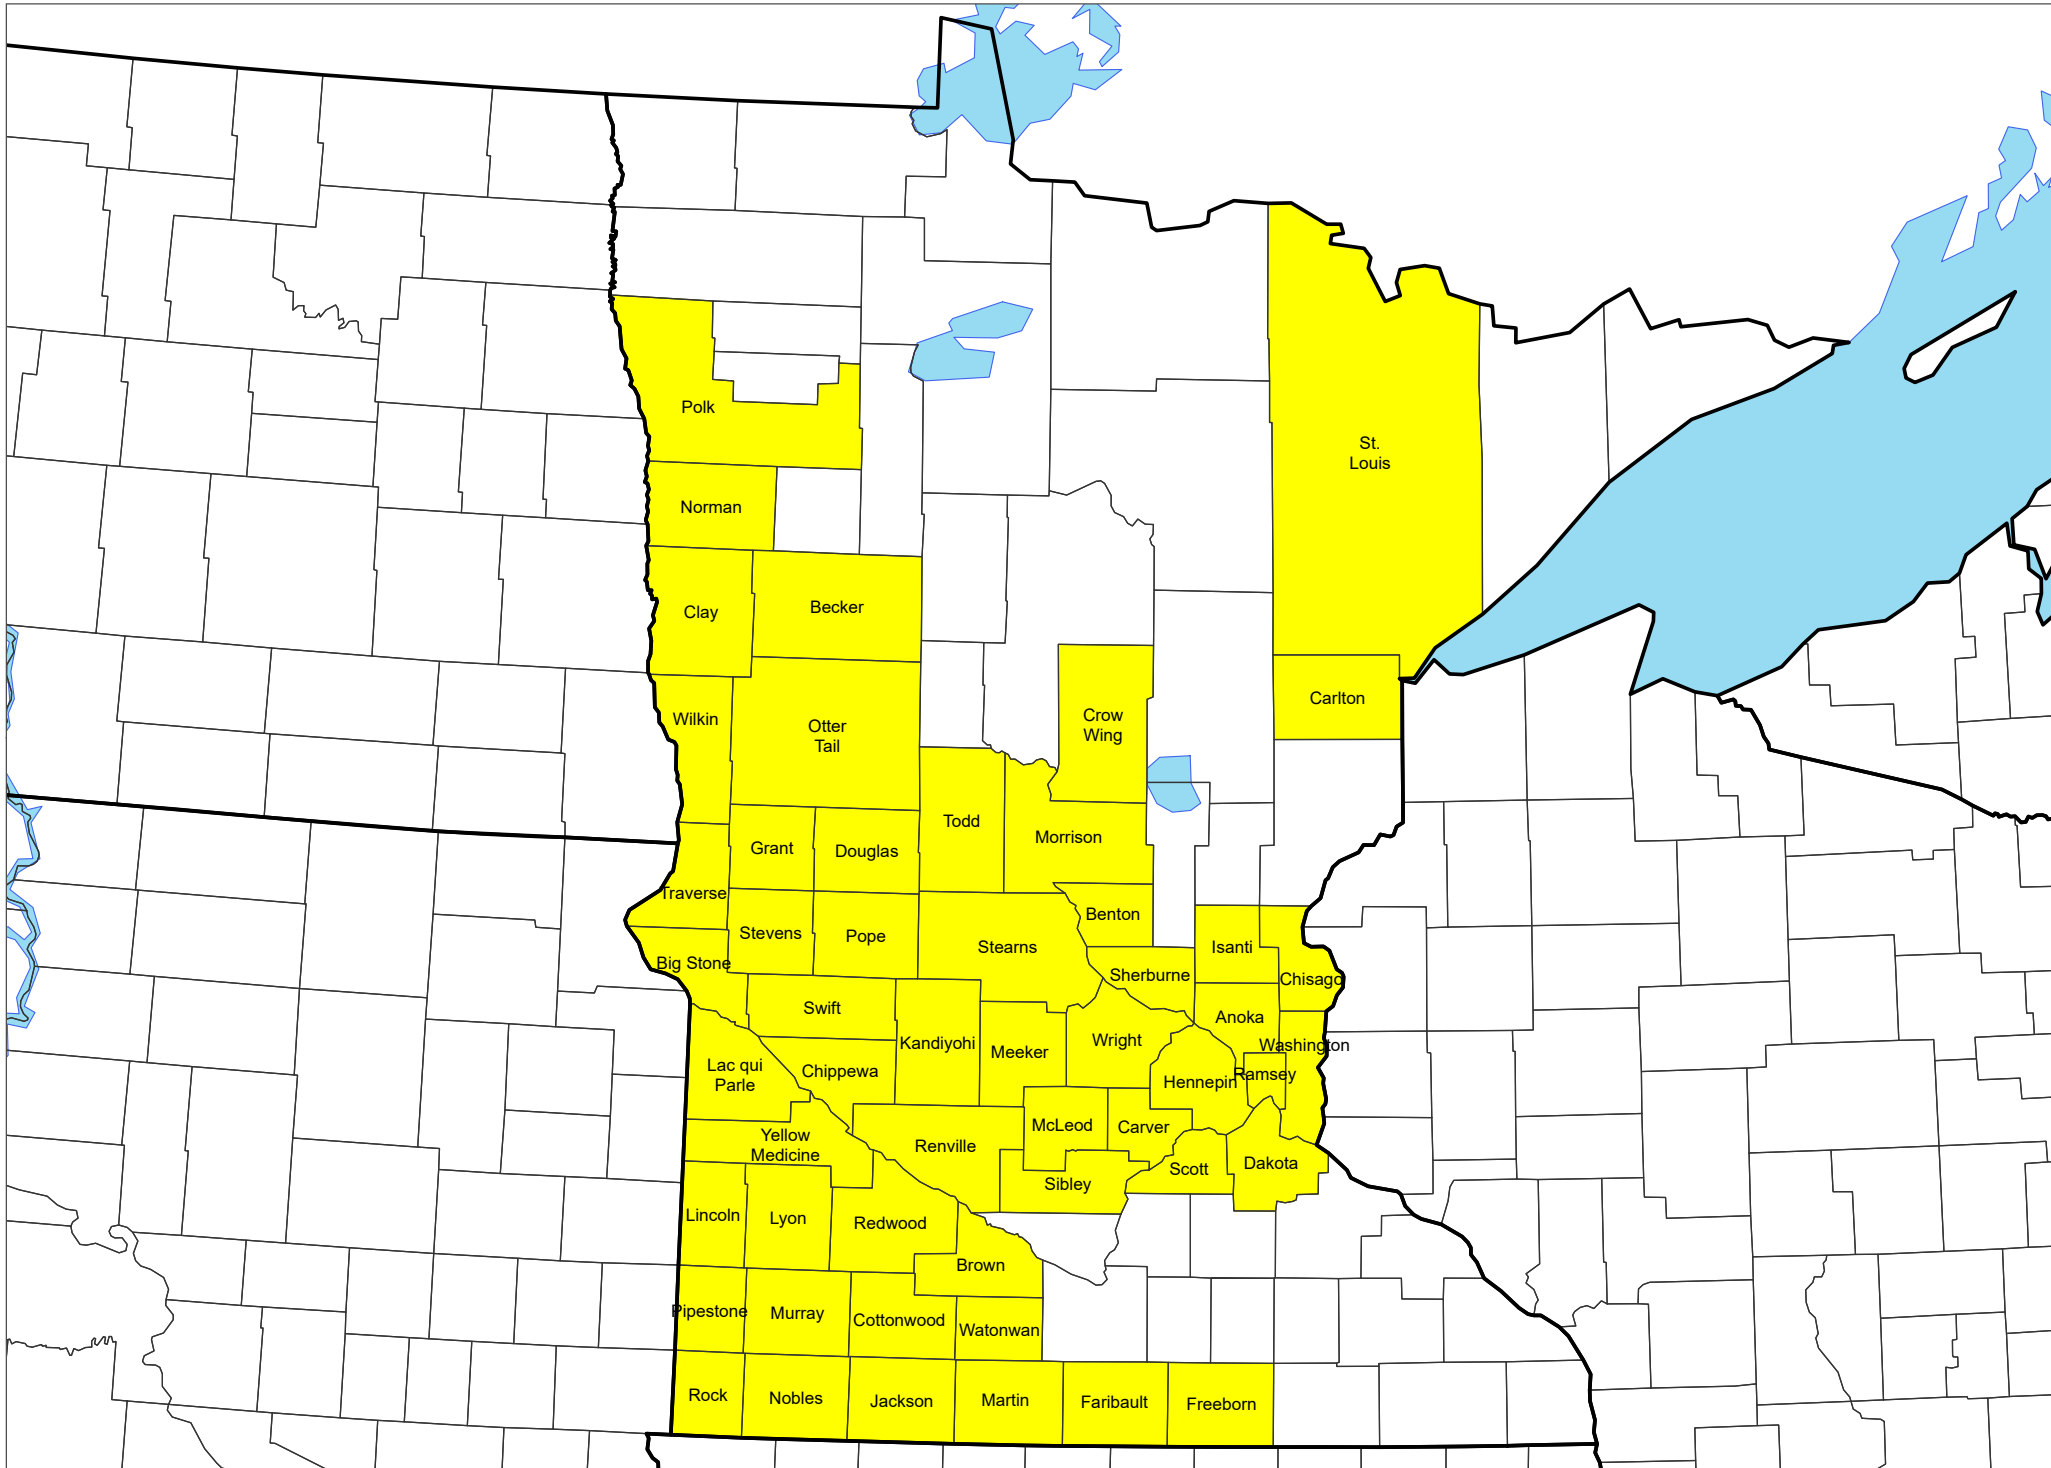 Polk
St.
Louis
Norman
Clay
Becker
Carlton
Wilkin
Otter
Tail
Crow
Wing
Todd
Morrison
Grant
Douglas
Traverse
Benton
Stevens
Pope
Stearns
Isanti
Big Stone
Sherburne
Chisago
Swift
Anoka
Kandiyohi
Meeker
Wright
Washington
Lac qui
Parle
Chippewa
Hennepin
Ramsey
McLeod
Carver
Yellow
Medicine
Renville
Scott
Dakota
Sibley
Lincoln
Lyon
Redwood
Brown
Pipestone
Murray
Cottonwood
Watonwan
Rock
Nobles
Jackson
Martin
Faribault
Freeborn